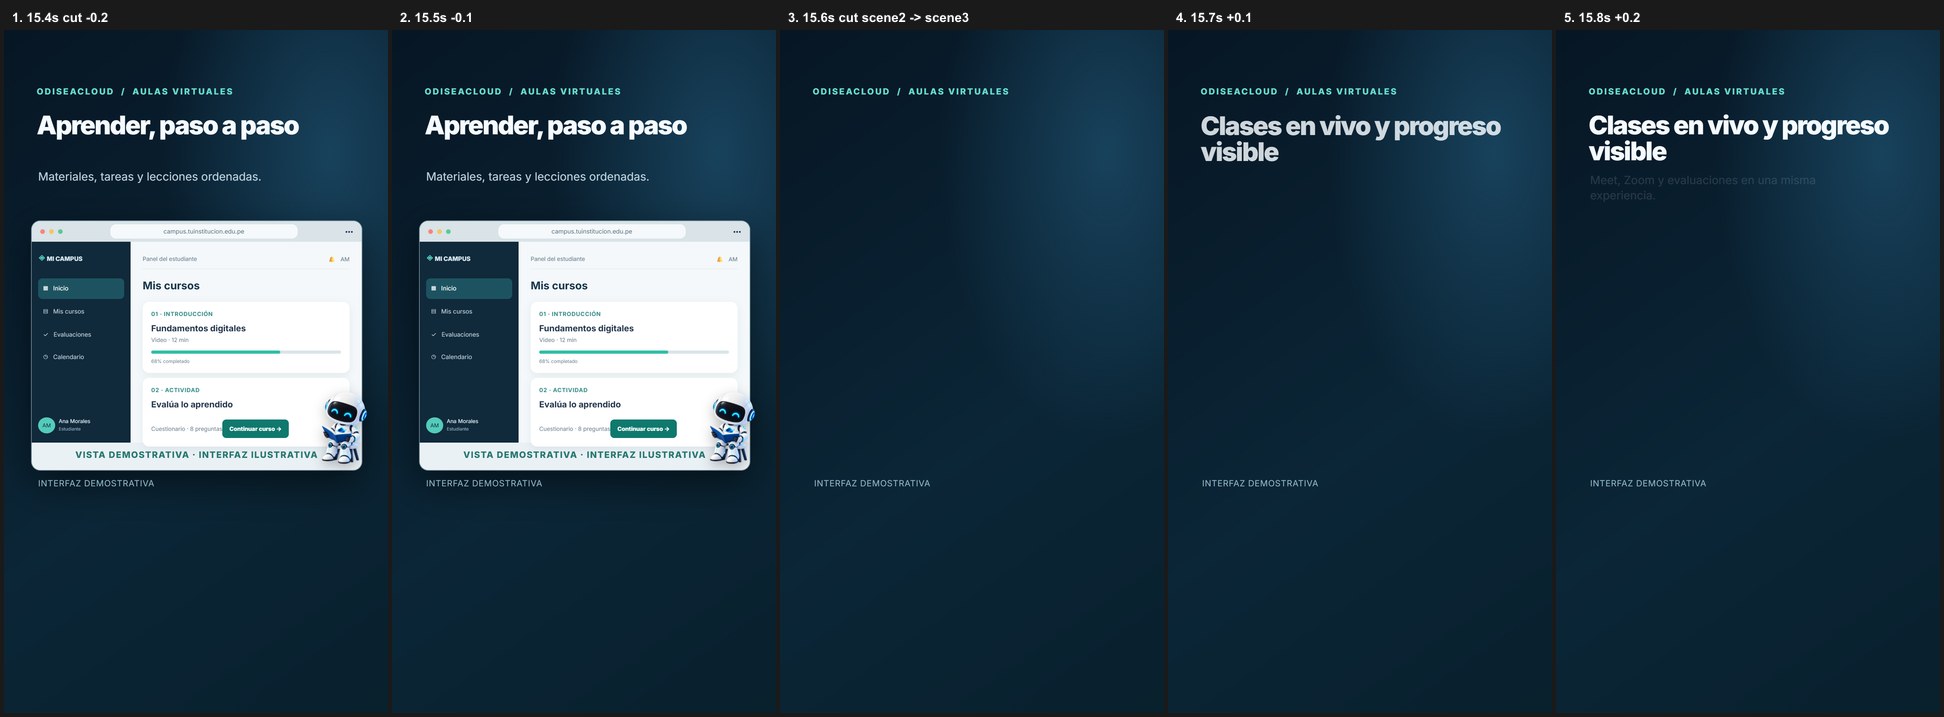 1. 15.4s cut -0.2
ODISEACLOUD / AULAS VIRTUALES
Aprender, paso a paso
Materiales, tareas y lecciones ordenadas.
campus.tuinstitucion.edu.pe
MI CAMPUS
Panel del estudiante
AM
Inicio
Mis cursos
Evaluaciones
Calendario
Mis cursos
01 · INTRODUCCIÓN
Fundamentos digitales
Video · 12 min
68% completado
02 · ACTIVIDAD
Evalúa lo aprendido
Cuestionario · 8 preguntas
Continuar curso →
AM
Ana Morales
Estudiante
VISTA DEMOSTRATIVA · INTERFAZ ILUSTRATIVA
INTERFAZ DEMOSTRATIVA
2. 15.5s -0.1
ODISEACLOUD / AULAS VIRTUALES
Aprender, paso a paso
Materiales, tareas y lecciones ordenadas.
campus.tuinstitucion.edu.pe
MI CAMPUS
Panel del estudiante
AM
Inicio
Mis cursos
Evaluaciones
Calendario
Mis cursos
01 · INTRODUCCIÓN
Fundamentos digitales
Video · 12 min
68% completado
02 · ACTIVIDAD
Evalúa lo aprendido
Cuestionario · 8 preguntas
Continuar curso →
AM
Ana Morales
Estudiante
VISTA DEMOSTRATIVA · INTERFAZ ILUSTRATIVA
INTERFAZ DEMOSTRATIVA
3. 15.6s cut scene2 -> scene3
ODISEACLOUD / AULAS VIRTUALES
INTERFAZ DEMOSTRATIVA
4. 15.7s +0.1
ODISEACLOUD / AULAS VIRTUALES
Clases en vivo y progreso
visible
INTERFAZ DEMOSTRATIVA
5. 15.8s +0.2
ODISEACLOUD / AULAS VIRTUALES
Clases en vivo y progreso
visible
Meet, Zoom y evaluaciones en una misma
experiencia.
INTERFAZ DEMOSTRATIVA